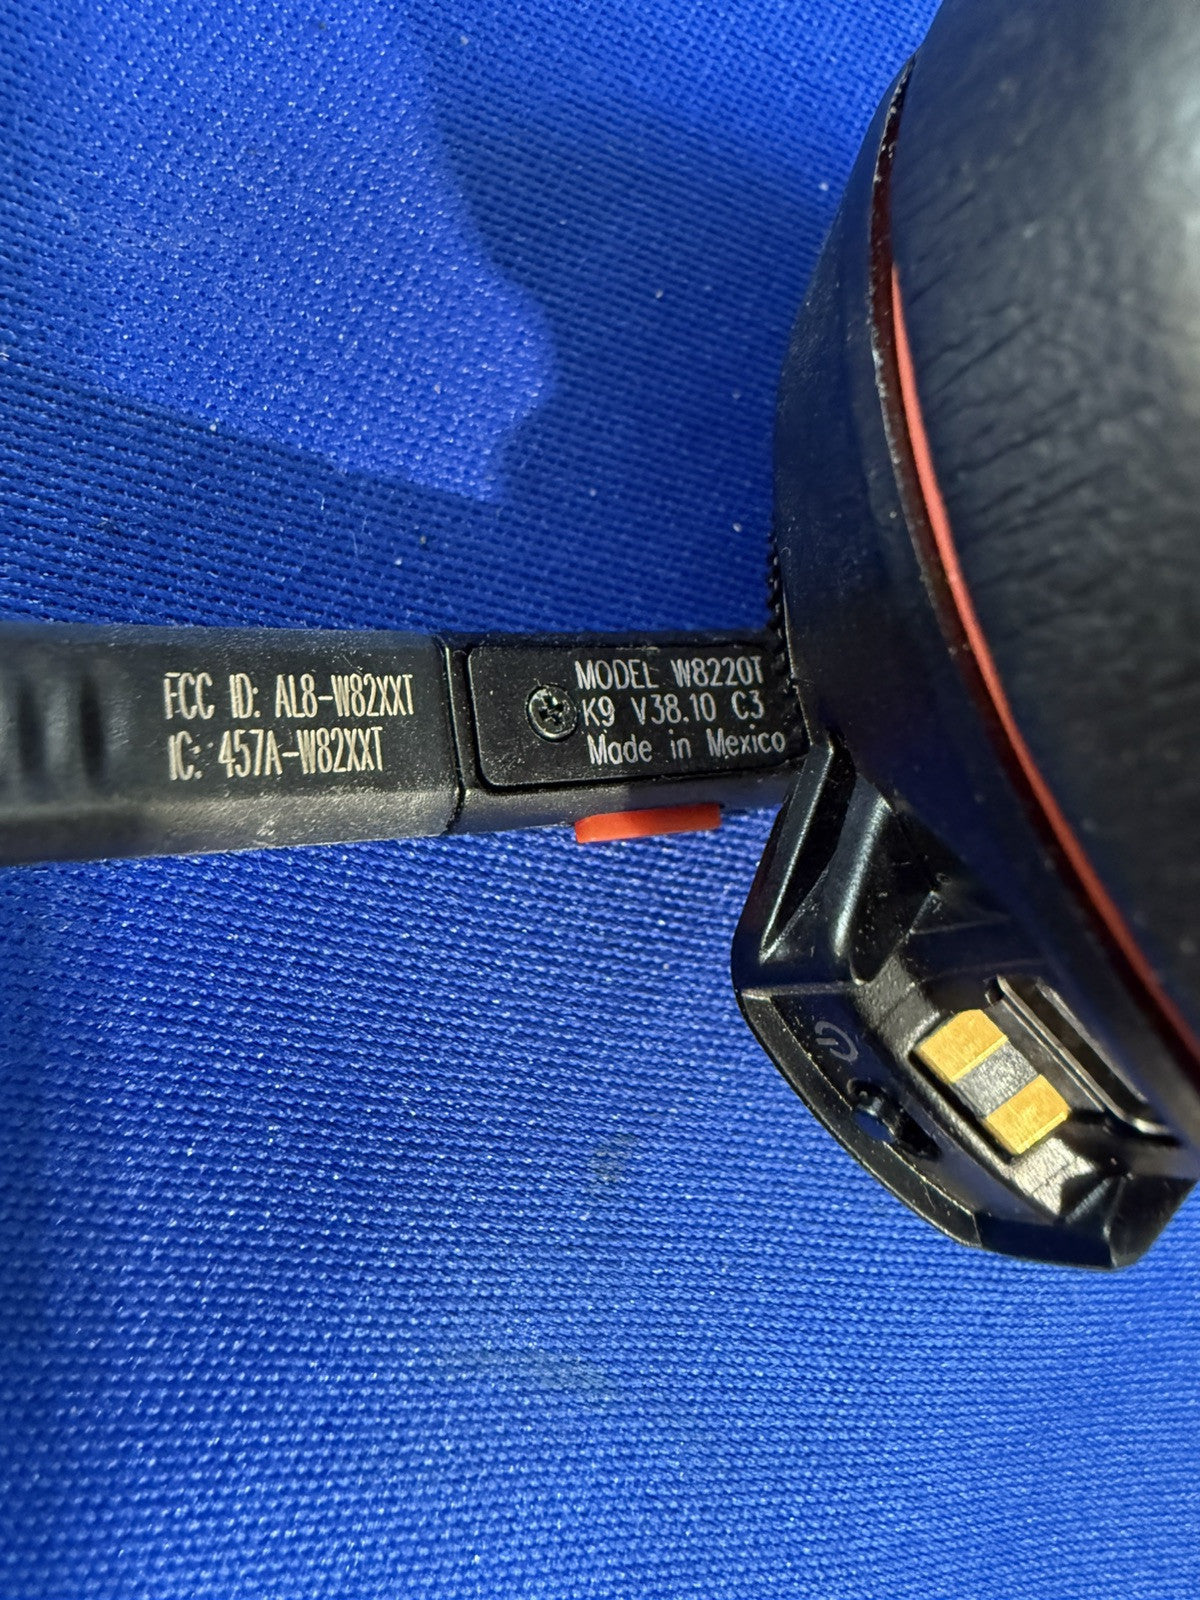 FCC ID: AL8-W82XXT
IC: 457A-W82XXT
MODEL W8220T
K9 V38.10 C3
Made in Mexico